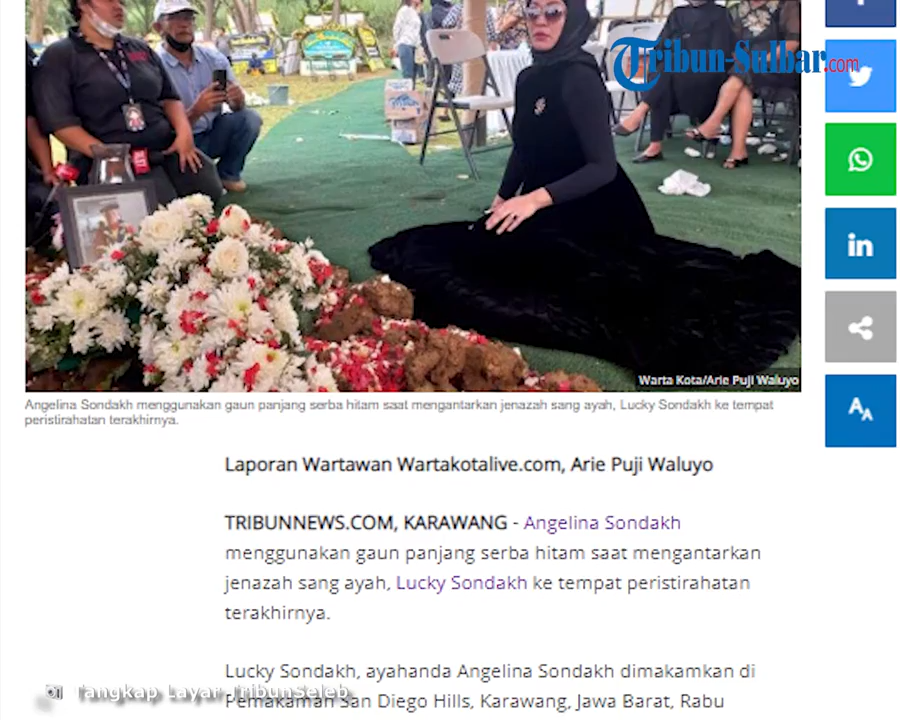 Tribun-Sulbar.com
Warta Kota/Arie Puji Waluyo
Angelina Sondakh menggunakan gaun panjang serba hitam saat mengantarkan jenazah sang ayah, Lucky Sondakh ke tempat
peristirahatan terakhirnya.
Laporan Wartawan Wartakotalive.com, Arie Puji Waluyo
TRIBUNNEWS.COM, KARAWANG - Angelina Sondakh
menggunakan gaun panjang serba hitam saat mengantarkan
jenazah sang ayah, Lucky Sondakh ke tempat peristirahatan
terakhirnya.
Lucky Sondakh, ayahanda Angelina Sondakh dimakamkan di
Tangkap Layar TribunSeleb
Pemakaman San Diego Hills, Karawang, Jawa Barat, Rabu
in
AA